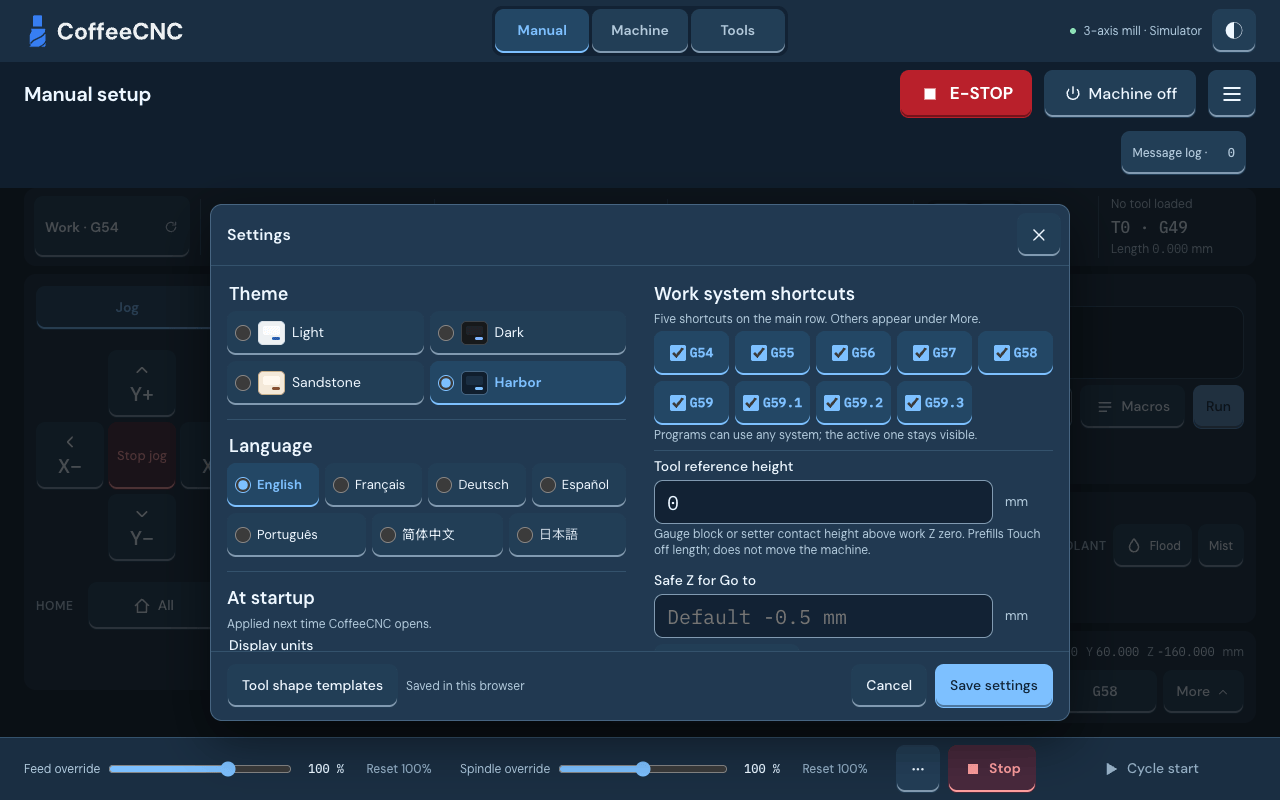 CoffeeCNC
Manual
Machine
Tools
3-axis mill · Simulator
Manual setup
E-STOP
Machine off
Message log · 0
Work · G54
No tool loaded
T0 · G49
Length 0.000 mm
Jog
Y+
X−
Stop jog
X
Y−
HOME
All
Macros
Run
LANT
Flood
Mist
0 Y 60.000 Z -160.000 mm
G58
More
Settings
Theme
Light
Dark
Sandstone
Harbor
Language
English
Français
Deutsch
Español
Português
简体中文
日本語
At startup
Applied next time CoffeeCNC opens.
Display units
Work system shortcuts
Five shortcuts on the main row. Others appear under More.
G54
G55
G56
G57
G58
G59
G59.1
G59.2
G59.3
Programs can use any system; the active one stays visible.
Tool reference height
0
mm
Gauge block or setter contact height above work Z zero. Prefills Touch
off length; does not move the machine.
Safe Z for Go to
Default -0.5 mm
mm
Tool shape templates
Saved in this browser
Cancel
Save settings
Feed override
100 %
Reset 100%
Spindle override
100 %
Reset 100%
···
Stop
Cycle start